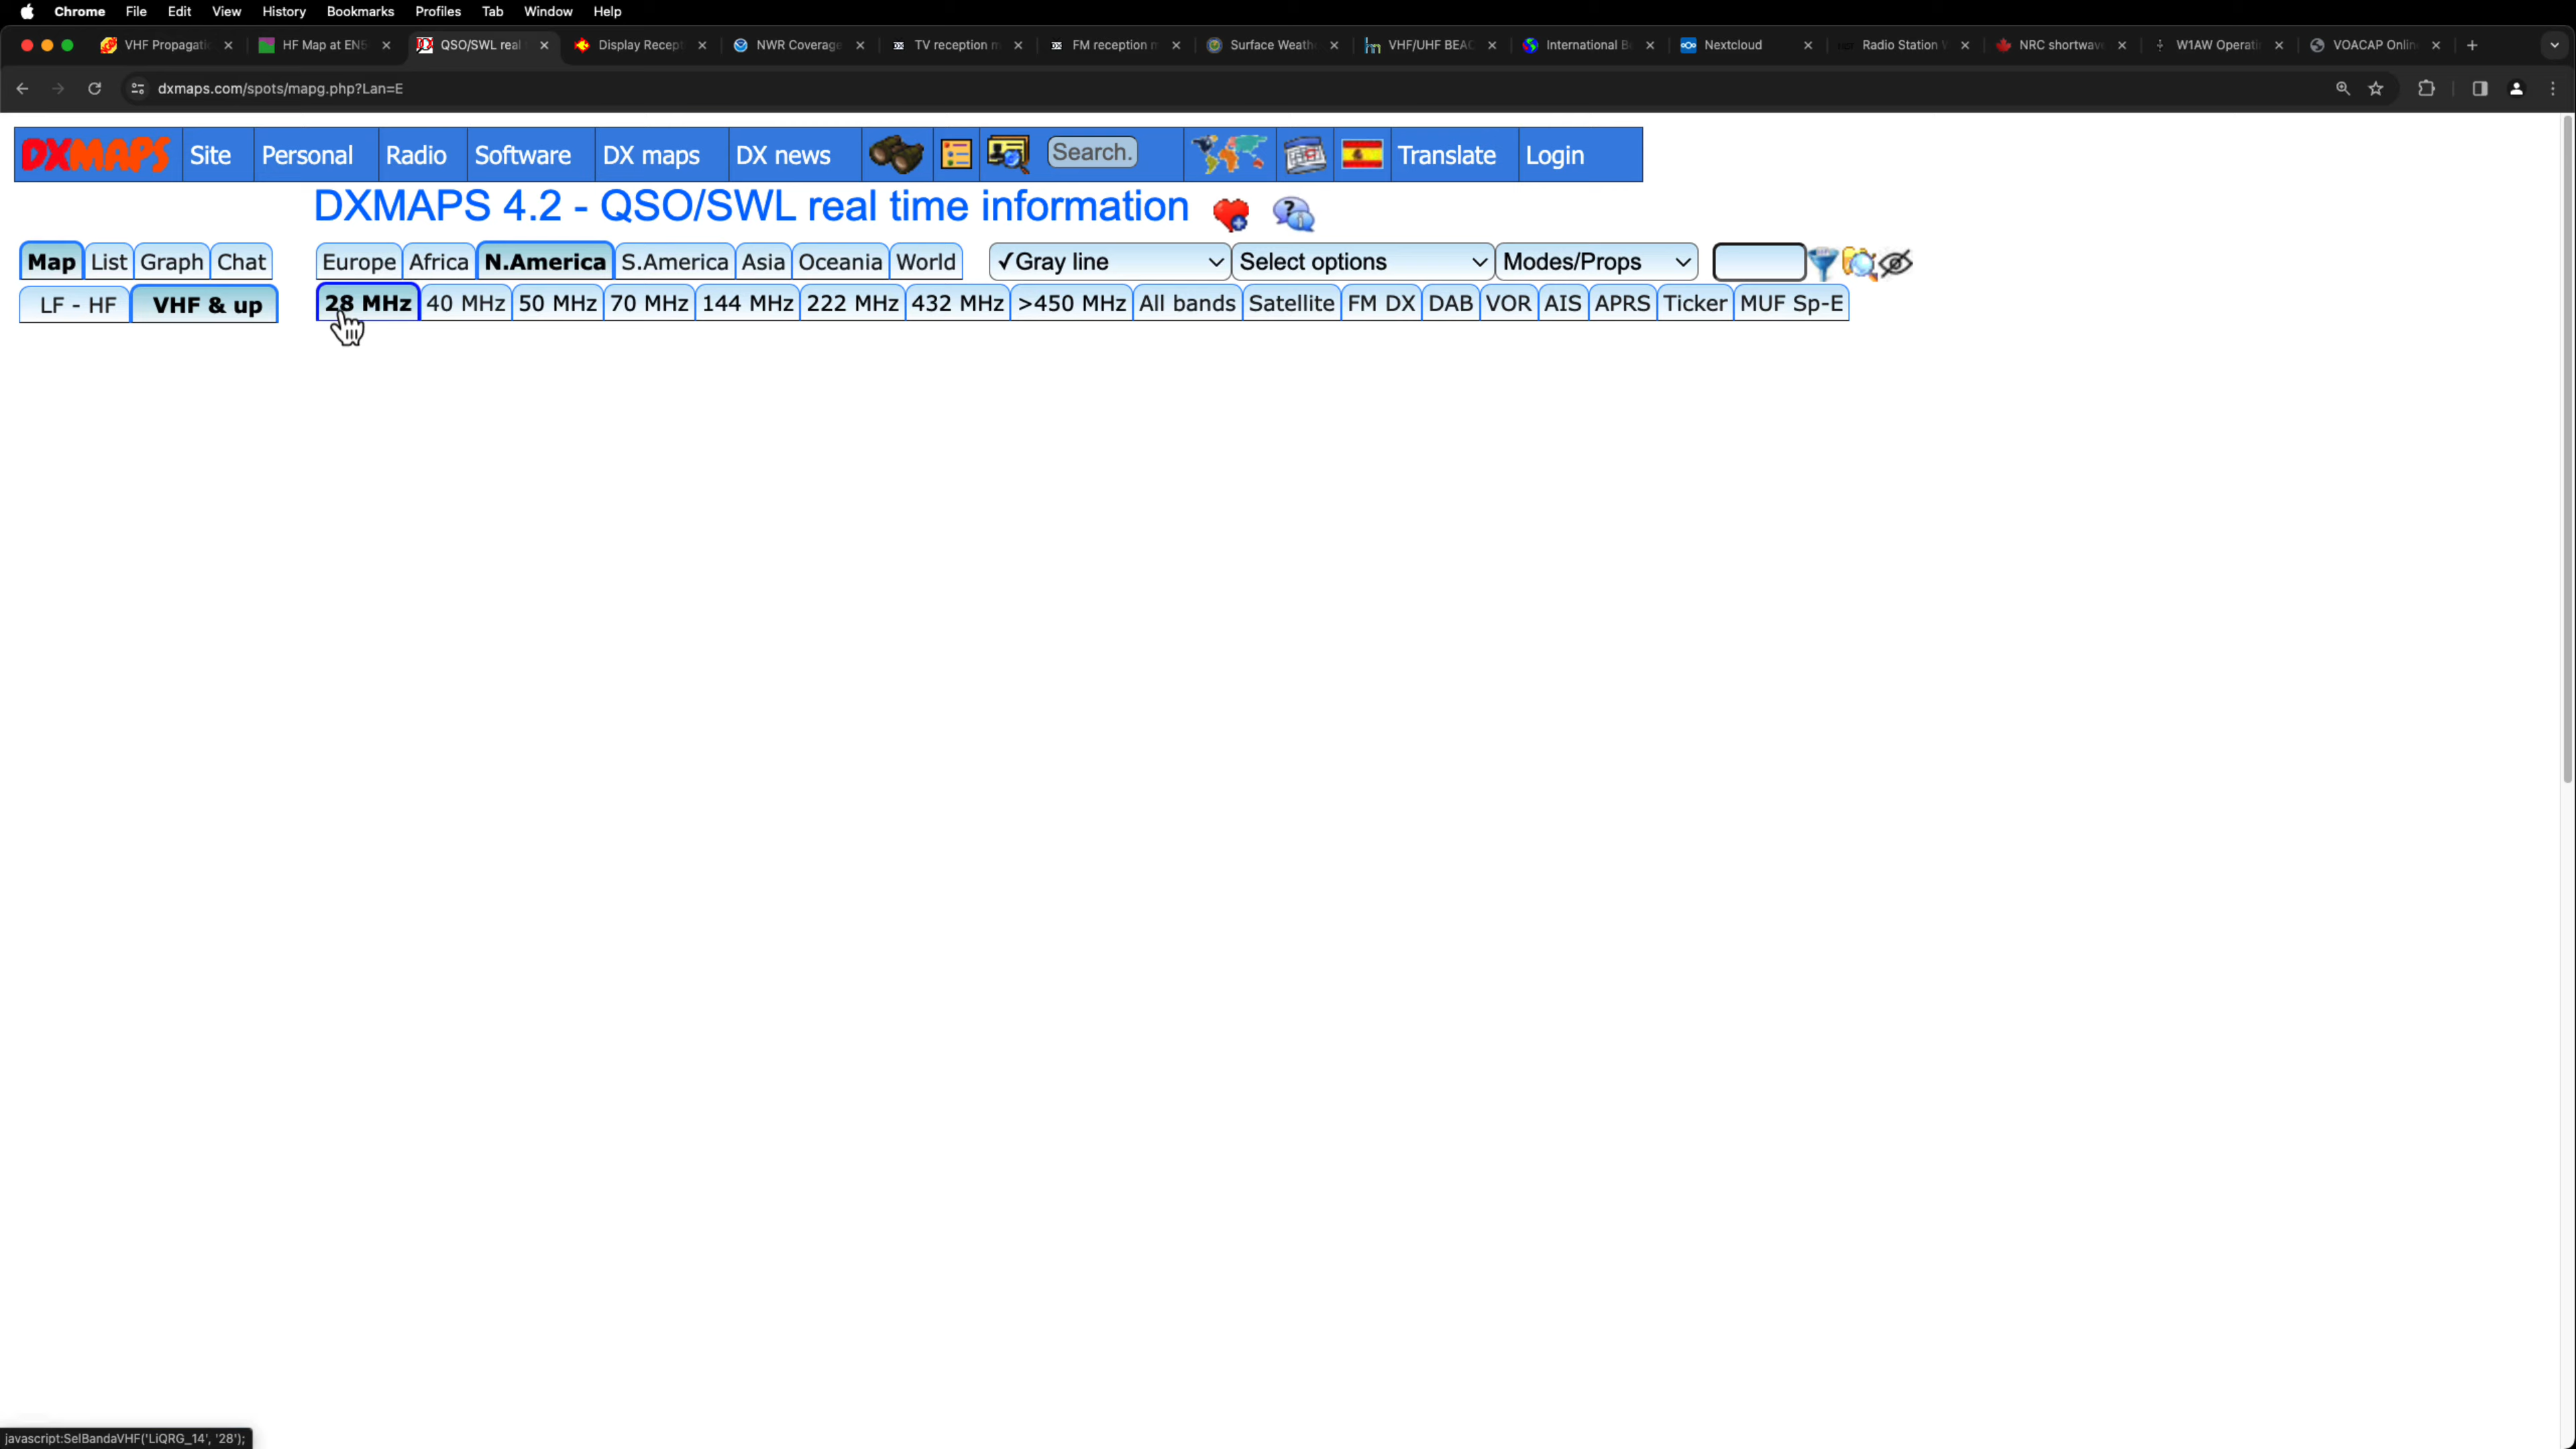 Chrome File Edit View History Bookmarks Profiles Tab Window Help
VHF Propagati HF Map at EN5 QSO/SWL real Display Recept NWR Coverage TV reception m FM reception m Surface Weath VHF/UHF BEAC International B Nextcloud Radio Station NRC shortwav W1AW Operati VOACAP Onlin
dxmaps.com/spots/mapg.php?Lan=E
DXMAPS Site Personal Radio Software DX maps DX news Search. Translate Login
DXMAPS 4.2 - QSO/SWL real time information
Map List Graph Chat Europe Africa N.America S.America Asia Oceania World ✓Gray line Select options Modes/Props
LF - HF VHF & up 28 MHz 40 MHz 50 MHz 70 MHz 144 MHz 222 MHz 432 MHz >450 MHz All bands Satellite FM DX DAB VOR AIS APRS Ticker MUF Sp-E
javascript:SelBandaVHF('LiQRG_14', '28');